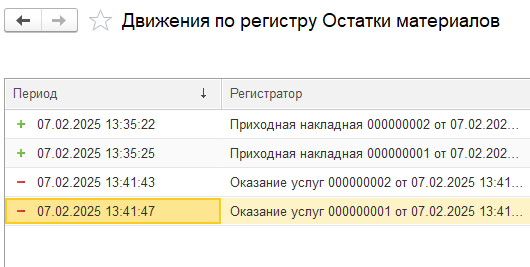 Движения по регистру Остатки материалов
Период ↓ Регистратор
+ 07.02.2025 13:35:22 Приходная накладная 000000002 от 07.02.202...
+ 07.02.2025 13:35:25 Приходная накладная 000000001 от 07.02.202...
− 07.02.2025 13:41:43 Оказание услуг 000000002 от 07.02.2025 13:41...
− 07.02.2025 13:41:47 Оказание услуг 000000001 от 07.02.2025 13:41...